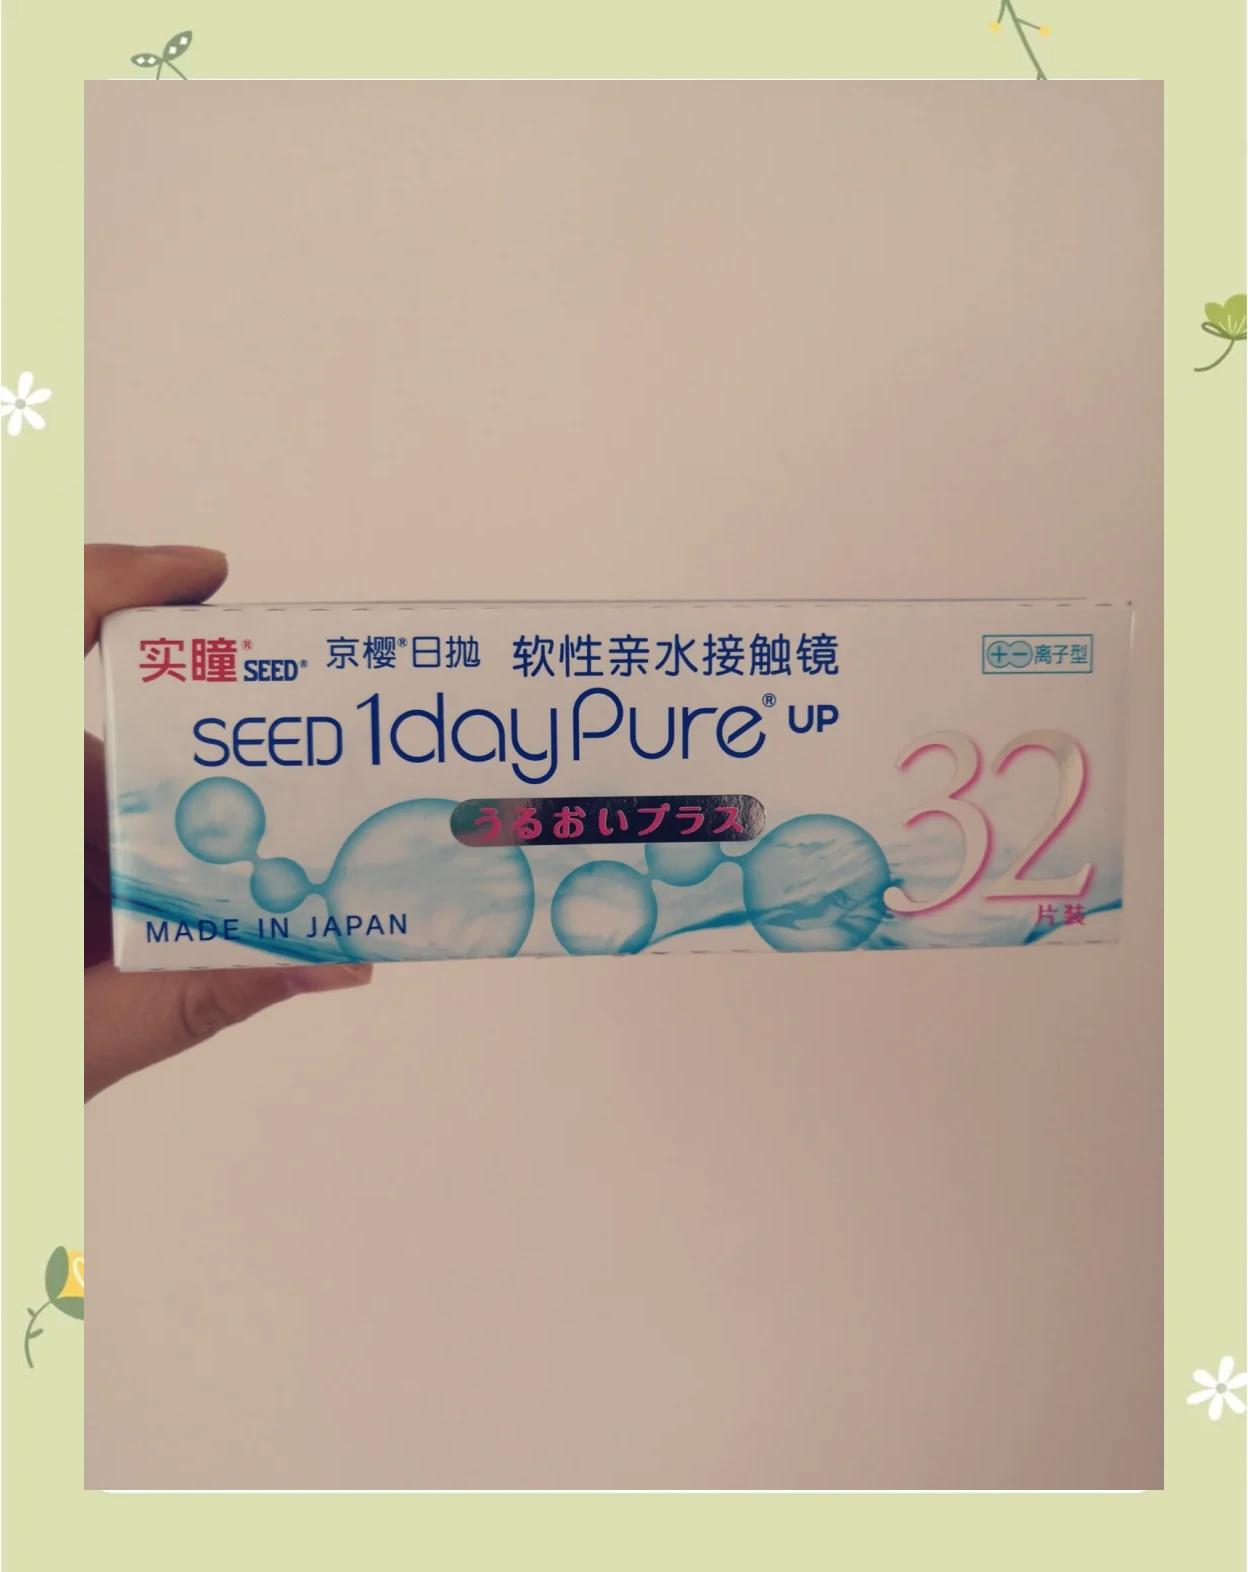 实瞳® SEED® 京樱®日抛 软性亲水接触镜
+−离子型
SEED 1dayPure® UP
うるおいプラス
32
片装
MADE IN JAPAN